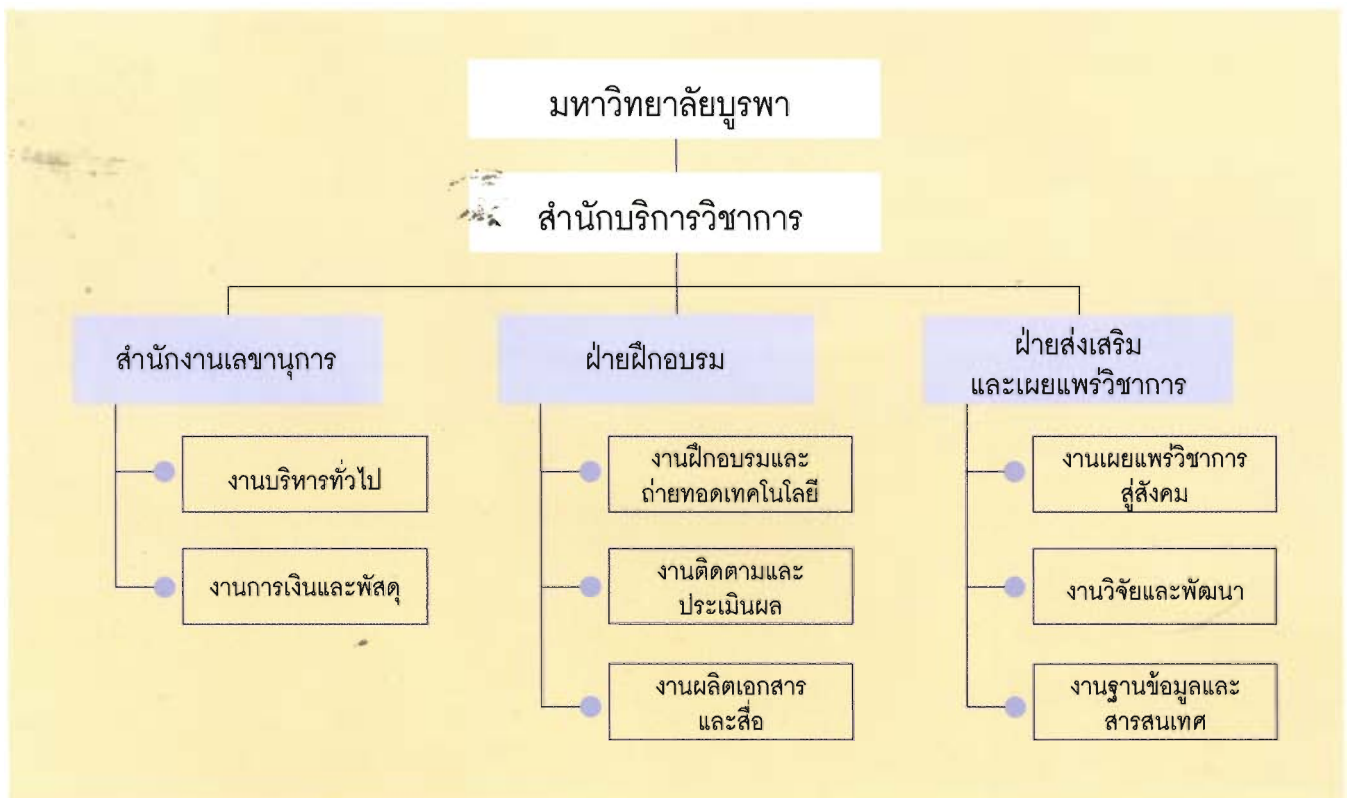 มหาวิทยาลัยบูรพา
สำนักบริการวิชาการ
สำนักงานเลขานุการ
งานบริหารทั่วไป
งานการเงินและพัสดุ
ฝ่ายฝึกอบรม
งานฝึกอบรมและ
ถ่ายทอดเทคโนโลยี
งานติดตามและ
ประเมินผล
งานผลิตเอกสาร
และสื่อ
ฝ่ายส่งเสริม
และเผยแพร่วิชาการ
งานเผยแพร่วิชาการ
สู่สังคม
งานวิจัยและพัฒนา
งานฐานข้อมูลและ
สารสนเทศ